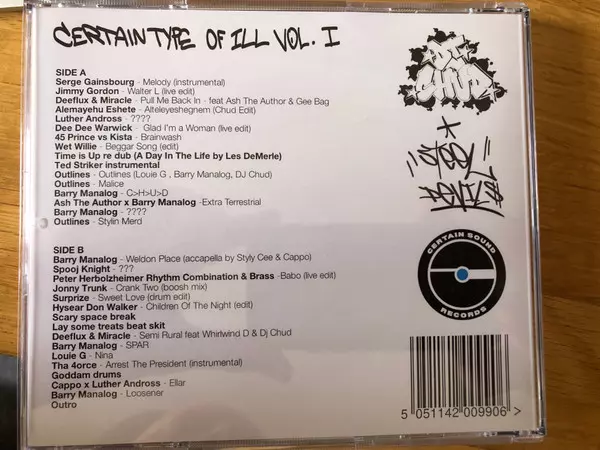 CERTAIN TYPE OF ILL VOL. I
DJ CHUD
"STEEL DEVILS"
SIDE A
Serge Gainsbourg - Melody (instrumental)
Jimmy Gordon - Walter L (live edit)
Deeflux & Miracle - Pull Me Back In - feat Ash The Author & Gee Bag
Alemayehu Eshete - Alteleyeshegnem (Chud Edit)
Luther Andross - ????
Dee Dee Warwick - Glad I'm a Woman (live edit)
45 Prince vs Kista - Brainwash
Wet Willie - Beggar Song (edit)
Time is Up re dub (A Day In The Life by Les DeMerle)
Ted Striker instrumental
Outlines - Outlines (Louie G , Barry Manalog, DJ Chud)
Outlines - Malice
Barry Manalog - C>H>U>D
Ash The Author x Barry Manalog -Extra Terrestrial
Barry Manalog - ????
Outlines - Stylin Merd
SIDE B
Barry Manalog - Weldon Place (accapella by Styly Cee & Cappo)
Spooj Knight - ???
Peter Herbolzheimer Rhythm Combination & Brass -Babo (live edit)
Jonny Trunk - Crank Two (boosh mix)
Surprize - Sweet Love (drum edit)
Hysear Don Walker - Children Of The Night (edit)
Scary space break
Lay some treats beat skit
Deeflux & Miracle - Semi Rural feat Whirlwind D & Dj Chud
Barry Manalog - SPAR
Louie G - Nina
Tha 4orce - Arrest The President (instrumental)
Goddam drums
Cappo x Luther Andross - Ellar
Barry Manalog - Loosener
Outro
CERTAIN SOUND
RECORDS
5 051142 009906 >